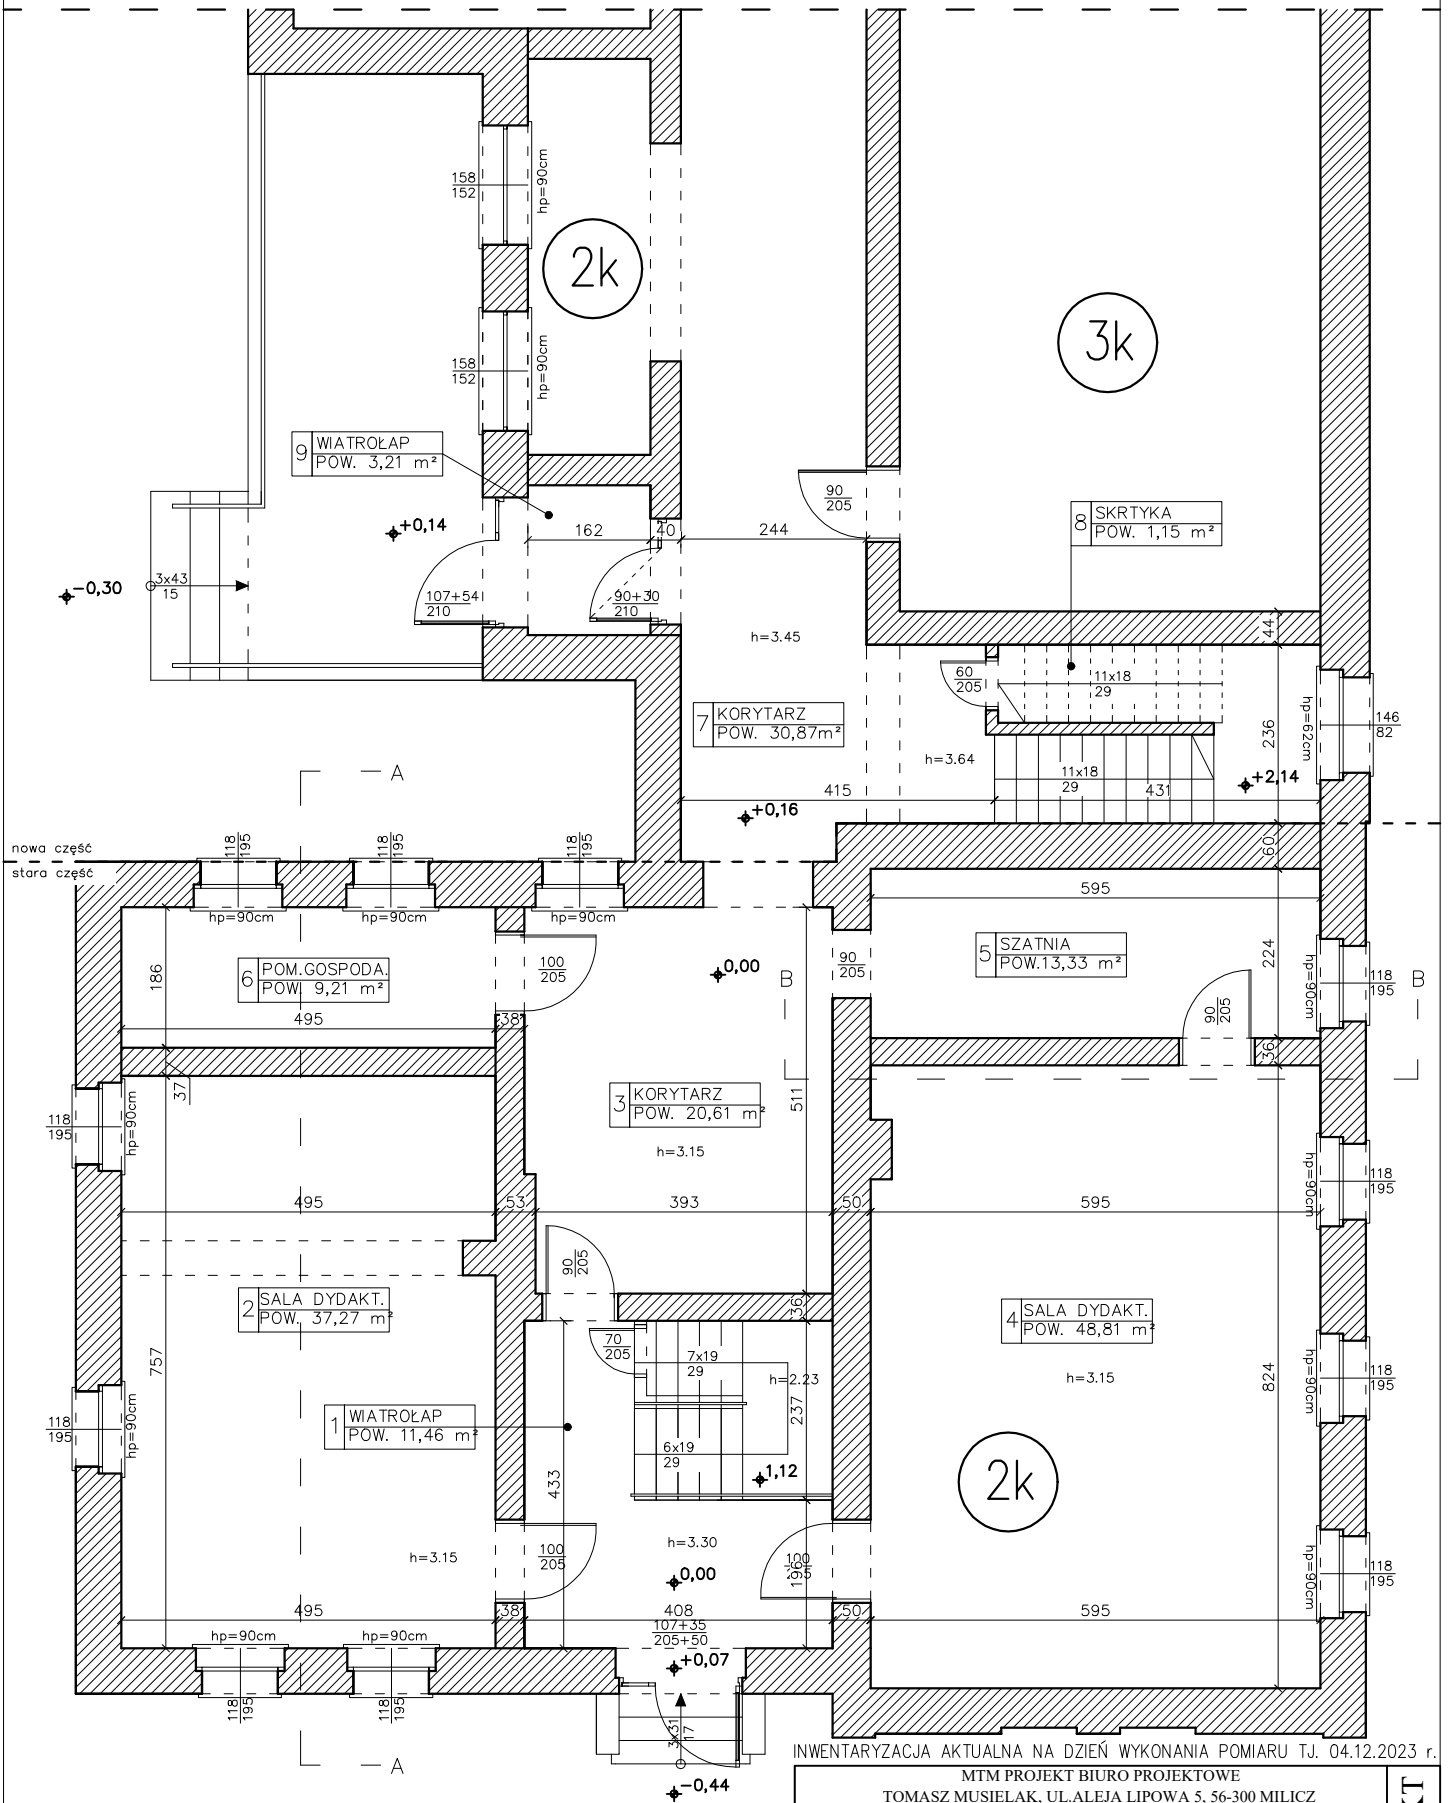 158
152
hp=90cm
2k
3k
158
152
hp=90cm
9
WIATROŁAP
POW. 3,21 m²
90
205
8
SKRTYKA
POW. 1,15 m²
+0,14
162
40
244
-0,30
3x43
15
107+54
210
90+30
210
h=3.45
44
60
205
11x18
29
7
KORYTARZ
POW. 30,87m²
h=3.64
hp=62cm
146
82
236
11x18
29
431
+2,14
A
415
+0,16
nowa część
stara część
118
195
118
195
118
195
60
hp=90cm
hp=90cm
hp=90cm
595
6
POM.GOSPODA.
POW. 9,21 m²
186
100
205
0,00
90
205
B
5
SZATNIA
POW.13,33 m²
224
hp=90cm
118
195
B
495
38
90
205
36
37
3
KORYTARZ
POW. 20,61 m²
511
h=3.15
118
195
hp=90cm
hp=90cm
118
195
495
53
393
50
595
90
205
2
SALA DYDAKT.
POW. 37,27 m²
36
4
SALA DYDAKT.
POW. 48,81 m²
h=3.15
757
70
205
7x19
29
h=2.23
237
824
hp=90cm
118
195
118
195
hp=90cm
1
WIATROŁAP
POW. 11,46 m²
6x19
29
1,12
433
2k
h=3.15
100
205
h=3.30
0,00
196
hp=90cm
118
195
495
38
408
50
595
107+35
205+50
hp=90cm
hp=90cm
+0,07
118
195
118
195
3x31
17
A
-0,44
INWENTARYZACJA AKTUALNA NA DZIEŃ WYKONANIA POMIARU TJ. 04.12.2023 r.
MTM PROJEKT BIURO PROJEKTOWE
TOMASZ MUSIELAK, UL.ALEJA LIPOWA 5, 56-300 MILICZ